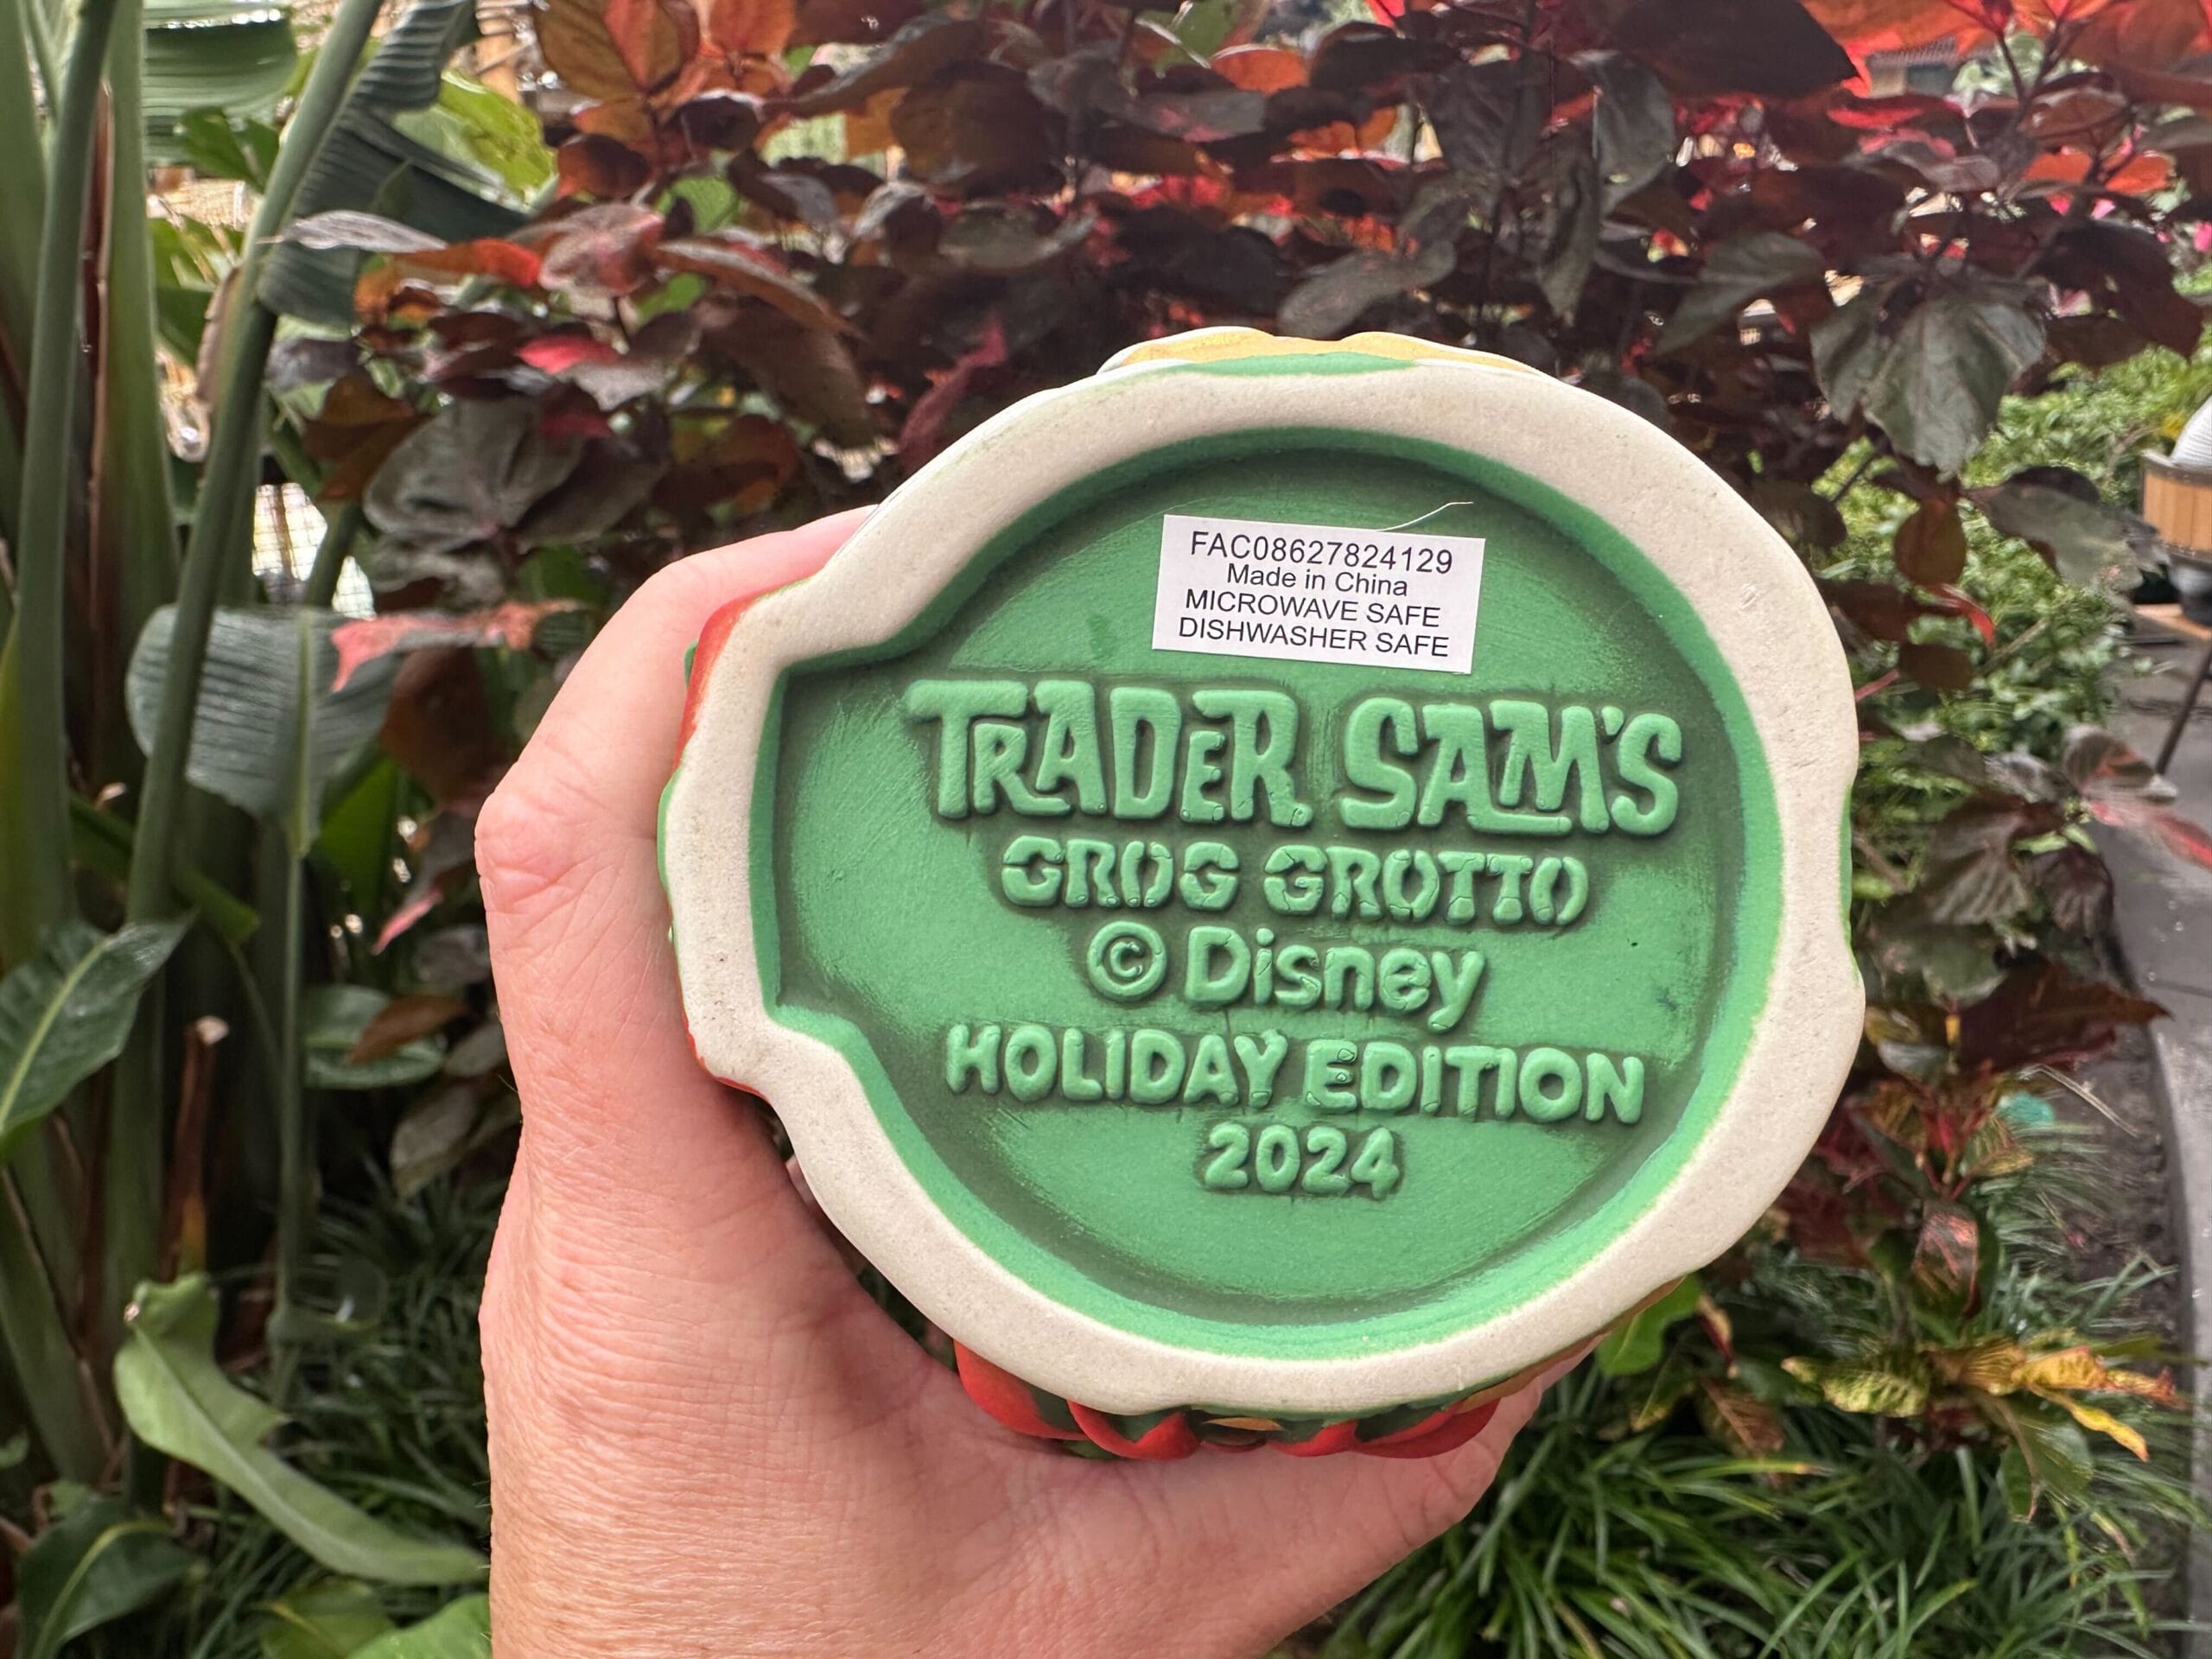 FAC08627824129
Made in China
MICROWAVE SAFE
DISHWASHER SAFE
TRADER SAM'S
GROG GROTTO
© Disney
HOLIDAY EDITION
2024